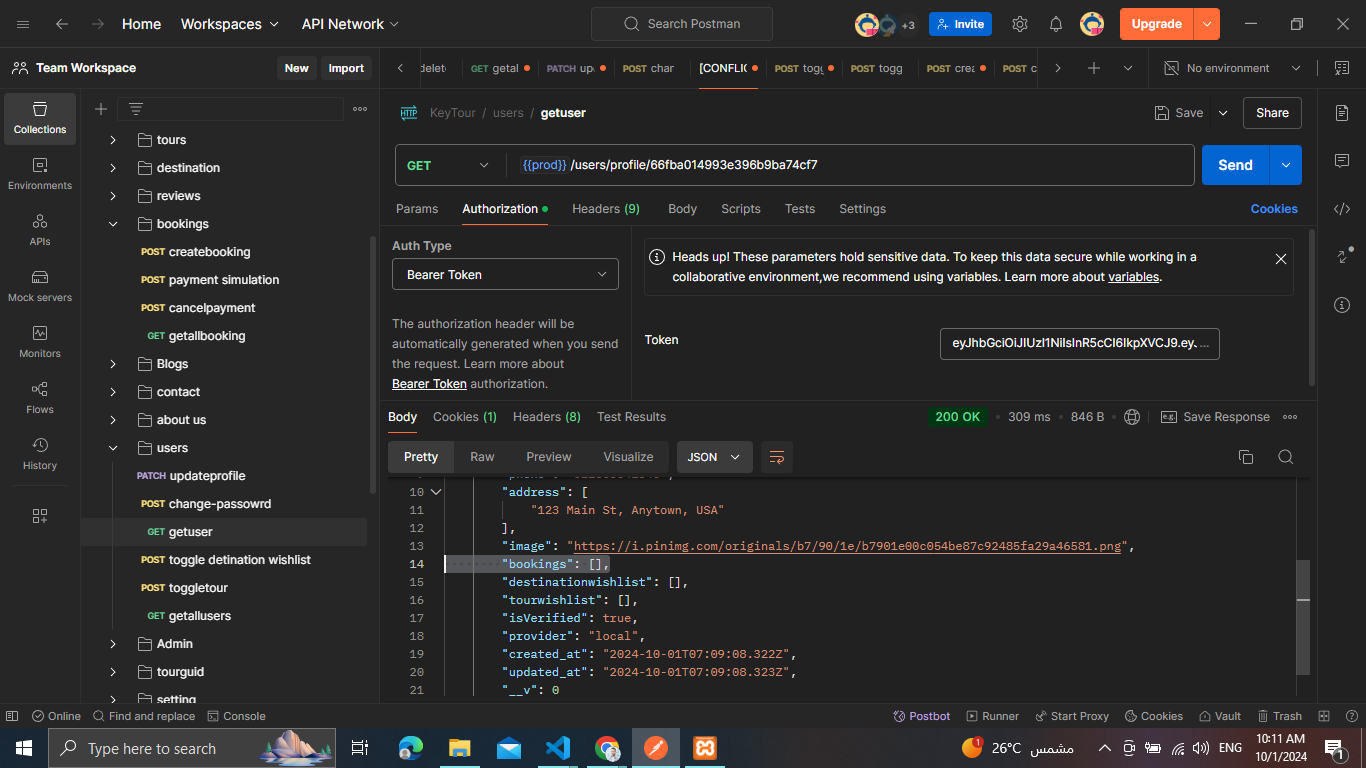 Home Workspaces API Network Search Postman +3 Invite Upgrade
Team Workspace New Import delet GET getal PATCH up POST char [CONFLIC POST togg POST togg POST crea POST c No environment
Collections
Environments
APIs
Mock servers
Monitors
Flows
History
tours
destination
reviews
bookings
POST createbooking
POST payment simulation
POST cancelpayment
GET getallbooking
Blogs
contact
about us
users
PATCH updateprofile
POST change-passowrd
GET getuser
POST toggle detination wishlist
POST toggletour
GET getallusers
Admin
tourguid
setting
HTTP KeyTour / users / getuser Save Share
GET {{prod}} /users/profile/66fba014993e396b9ba74cf7 Send
Params Authorization Headers (9) Body Scripts Tests Settings Cookies
Auth Type
Bearer Token
The authorization header will be
automatically generated when you send
the request. Learn more about
Bearer Token authorization.
Heads up! These parameters hold sensitive data. To keep this data secure while working in a
collaborative environment,we recommend using variables. Learn more about variables.
Token eyJhbGciOiJIUzI1NiIsInR5cCI6IkpXVCJ9.eyJ...
Body Cookies (1) Headers (8) Test Results 200 OK 309 ms 846 B e.g. Save Response
Pretty Raw Preview Visualize JSON
10 "address": [
11 "123 Main St, Anytown, USA"
12 ],
13 "image": "https://i.pinimg.com/originals/b7/90/1e/b7901e00c054be87c92485fa29a46581.png",
14 "bookings": [],
15 "destinationwishlist": [],
16 "tourwishlist": [],
17 "isVerified": true,
18 "provider": "local",
19 "created_at": "2024-10-01T07:09:08.322Z",
20 "updated_at": "2024-10-01T07:09:08.323Z",
21 "__v": 0
Online Find and replace Console Postbot Runner Start Proxy Cookies Vault Trash
Type here to search 1 26°C مشمس ENG 10:11 AM
10/1/2024 1